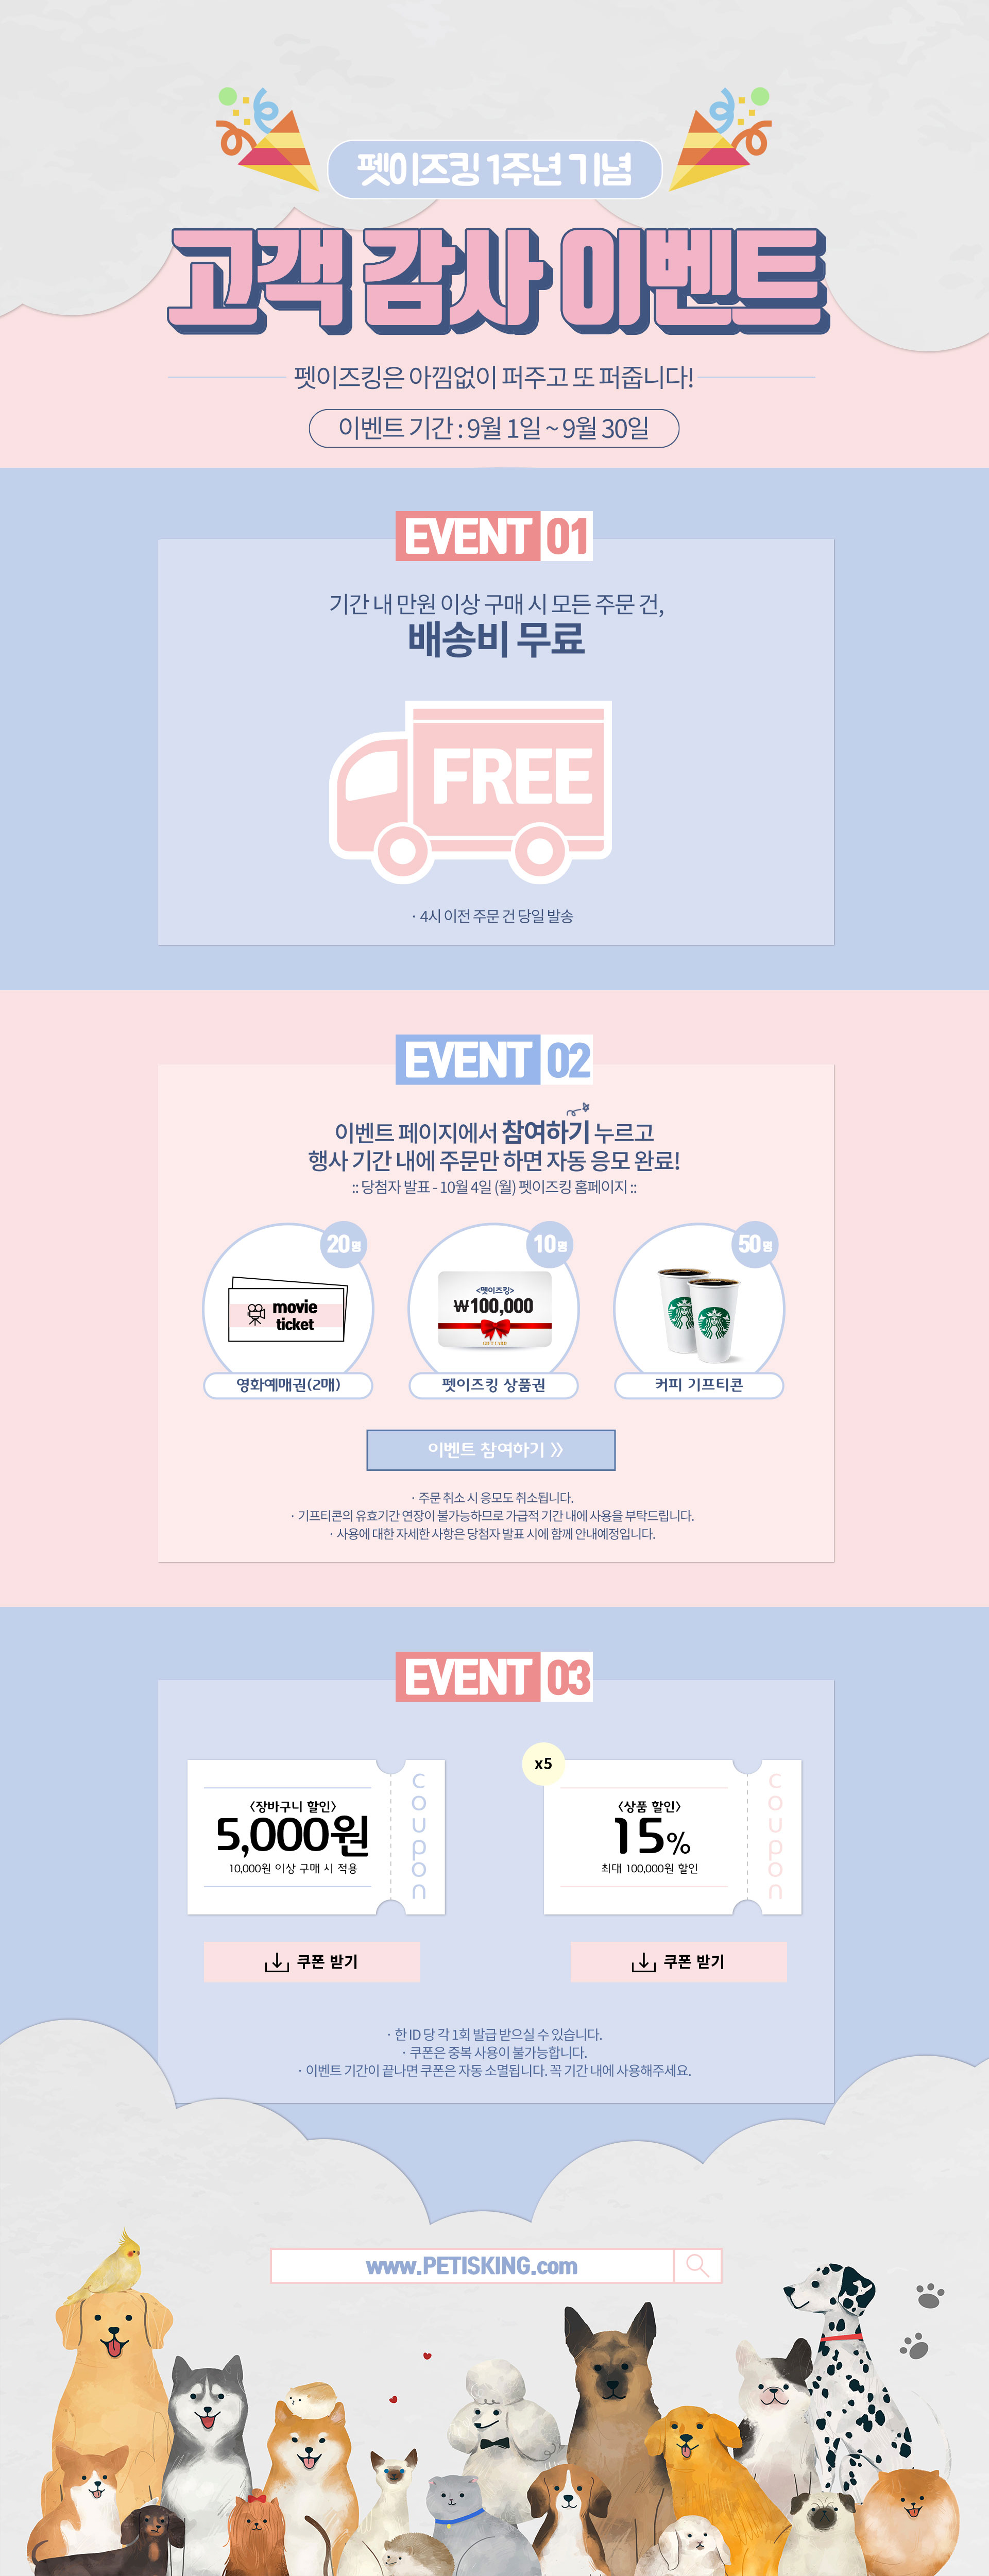 펫이즈킹 1주년 기념
고객 감사 이벤트
펫이즈킹은 아낌없이 퍼주고 또 퍼줍니다!
이벤트 기간 : 9월 1일 ~ 9월 30일
EVENT 01
기간 내 만원 이상 구매 시 모든 주문 건,
배송비 무료
FREE
· 4시 이전 주문 건 당일 발송
EVENT 02
이벤트 페이지에서 참여하기 누르고
행사 기간 내에 주문만 하면 자동 응모 완료!
:: 당첨자 발표 - 10월 4일 (월) 펫이즈킹 홈페이지 ::
20명
movie
ticket
영화예매권(2매)
10명
<펫이즈킹>
₩100,000
GIFT CARD
펫이즈킹 상품권
50명
커피 기프티콘
이벤트 참여하기 》
· 주문 취소 시 응모도 취소됩니다.
· 기프티콘의 유효기간 연장이 불가능하므로 가급적 기간 내에 사용을 부탁드립니다.
· 사용에 대한 자세한 사항은 당첨자 발표 시에 함께 안내예정입니다.
EVENT 03
<장바구니 할인>
5,000원
10,000원 이상 구매 시 적용
coupon
쿠폰 받기
x5
<상품 할인>
15%
최대 100,000원 할인
coupon
쿠폰 받기
· 한 ID 당 각 1회 발급 받으실 수 있습니다.
· 쿠폰은 중복 사용이 불가능합니다.
· 이벤트 기간이 끝나면 쿠폰은 자동 소멸됩니다. 꼭 기간 내에 사용해주세요.
www.PETISKING.com